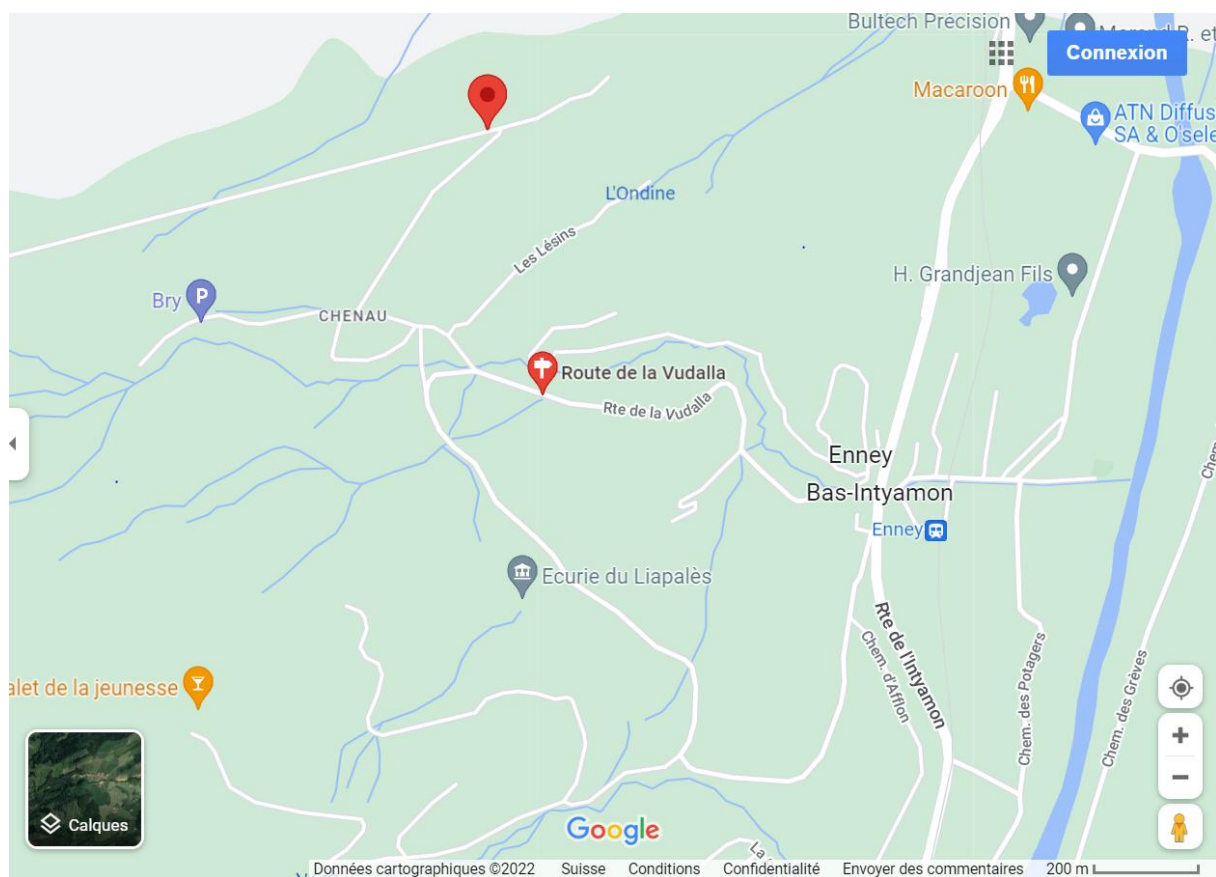 Bultech Précision
Connexion
Macaroon
ATN Diffus
SA & O'sele
L'Ondine
Les Lésins
H. Grandjean Fils
Bry
P
CHENAU
Route de la Vudalla
Rte de la Vudalla
Enney
Bas-Intyamon
Enney
Chem
Ecurie du Liapalès
Rte de l'Intyamon
Chem. d'Afflon
Chem. des Potagers
Chem. des Grèves
alet de la jeunesse
Calques
Google
La
Données cartographiques ©2022 Suisse Conditions Confidentialité Envoyer des commentaires 200 m